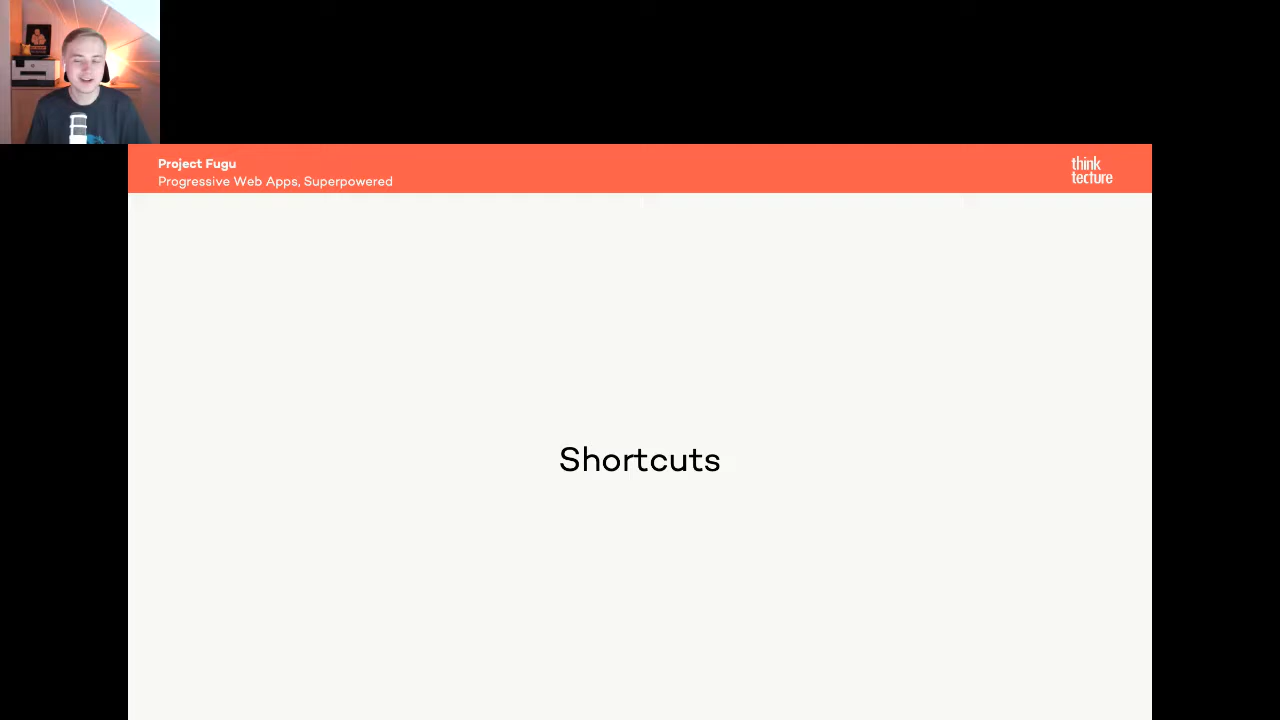 Project Fugu
Progressive Web Apps, Superpowered
think
tecture
Shortcuts